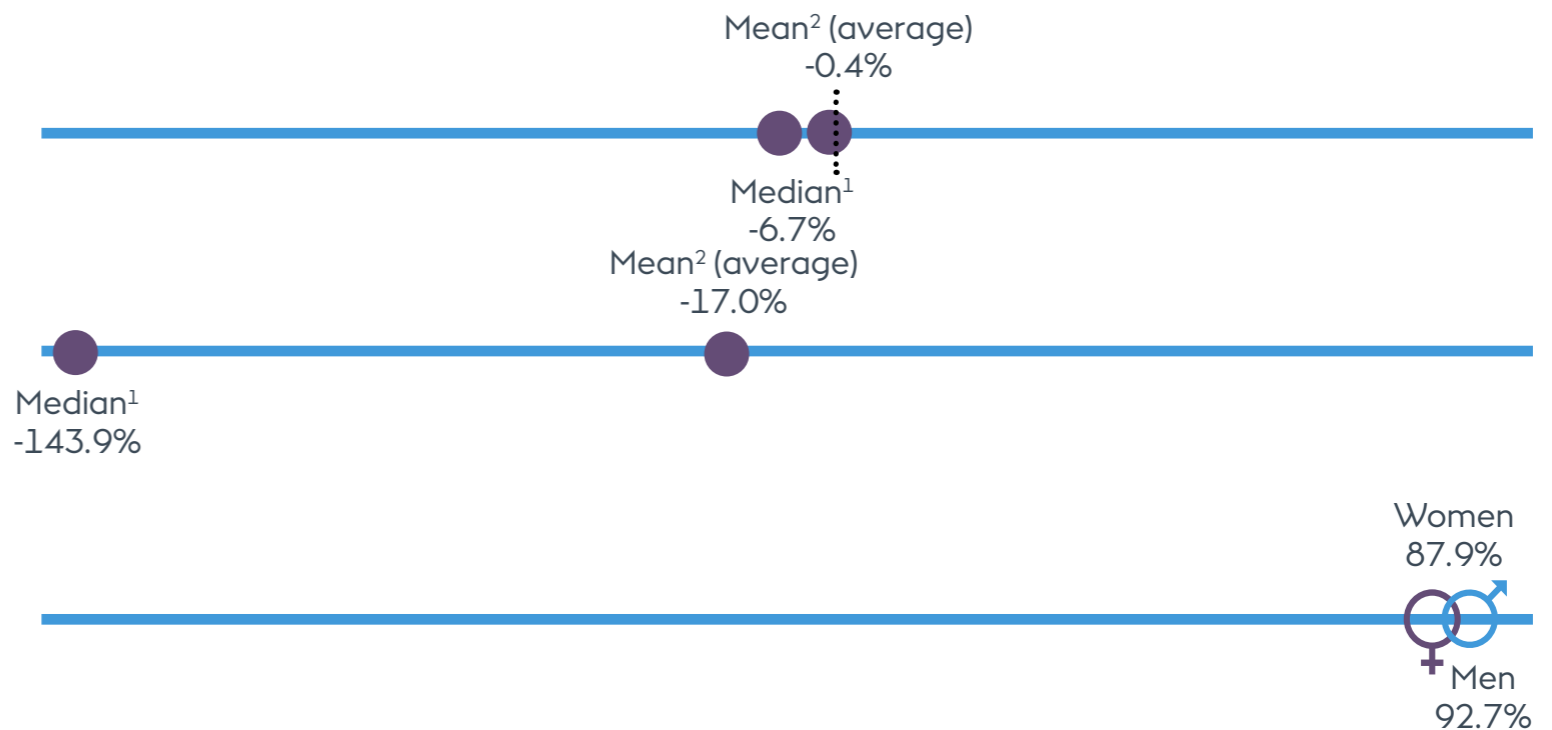 Mean² (average)
-0.4%
Median¹
-6.7%
Mean² (average)
-17.0%
Median¹
-143.9%
Women
87.9%
Men
92.7%